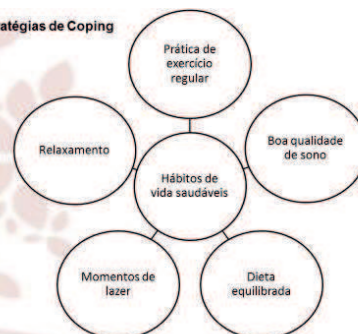 de Coping
Prática de
exercício
regular
Relaxamento
Boa qualidade
de sono
Hábitos de
vida saudáveis
Momentos de
lazer
Dieta
equilibrada